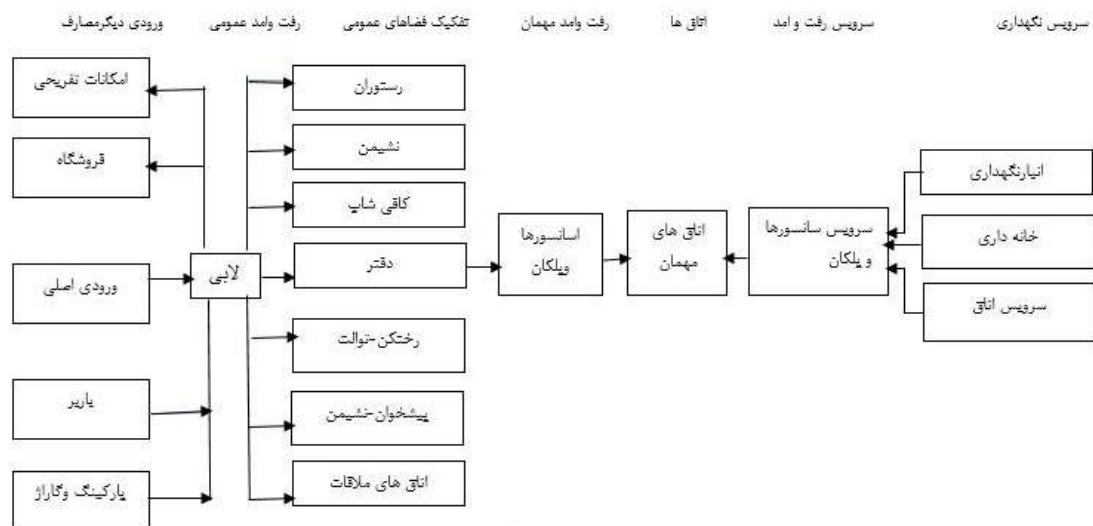 سرویس نگهداری
سرویس رفت و امد
اتاق ها
رفت وامد مهمان
تفکیک فضاهای عمومی
رفت وامد عمومی
ورودی دیگرمصارف
انبارنگهداری
خانه داری
سرویس اتاق
سرویس سانسورها
و پلکان
اتاق های
مهمان
اسانسورها
وپلکان
رستوران
نشیمن
کافی شاپ
دفتر
رختکن-توالت
پیشخوان-نشیمن
اتاق های ملاقات
لابی
امکانات تفریحی
فروشگاه
ورودی اصلی
باربر
پارکینگ وگاراژ